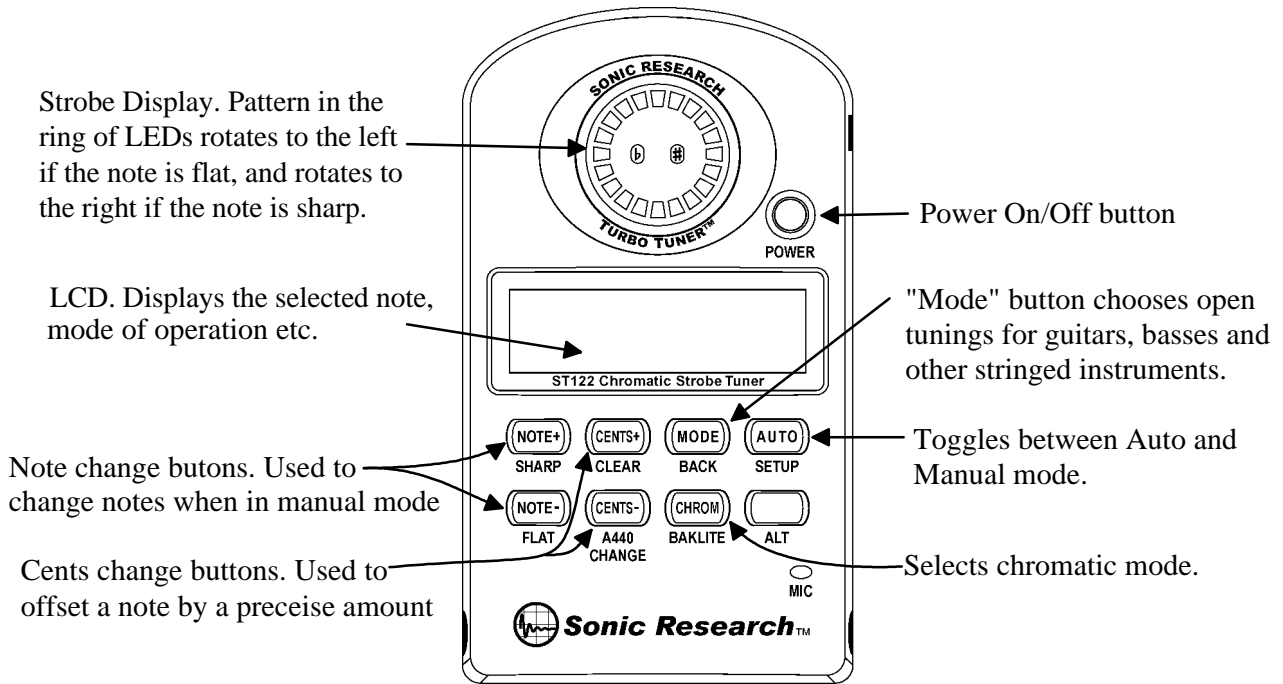 Strobe Display. Pattern in the
ring of LEDs rotates to the left
if the note is flat, and rotates to
the right if the note is sharp.
SONIC RESEARCH
♭ #
TURBO TUNER™
POWER
Power On/Off button
LCD. Displays the selected note,
mode of operation etc.
"Mode" button chooses open
tunings for guitars, basses and
other stringed instruments.
ST122 Chromatic Strobe Tuner
NOTE+ CENTS+ MODE AUTO
SHARP CLEAR BACK SETUP
Toggles between Auto and
Manual mode.
Note change butons. Used to
change notes when in manual mode
NOTE- CENTS- CHROM
FLAT A440 BAKLITE ALT
CHANGE
Selects chromatic mode.
Cents change buttons. Used to
offset a note by a preceise amount
MIC
Sonic Research™